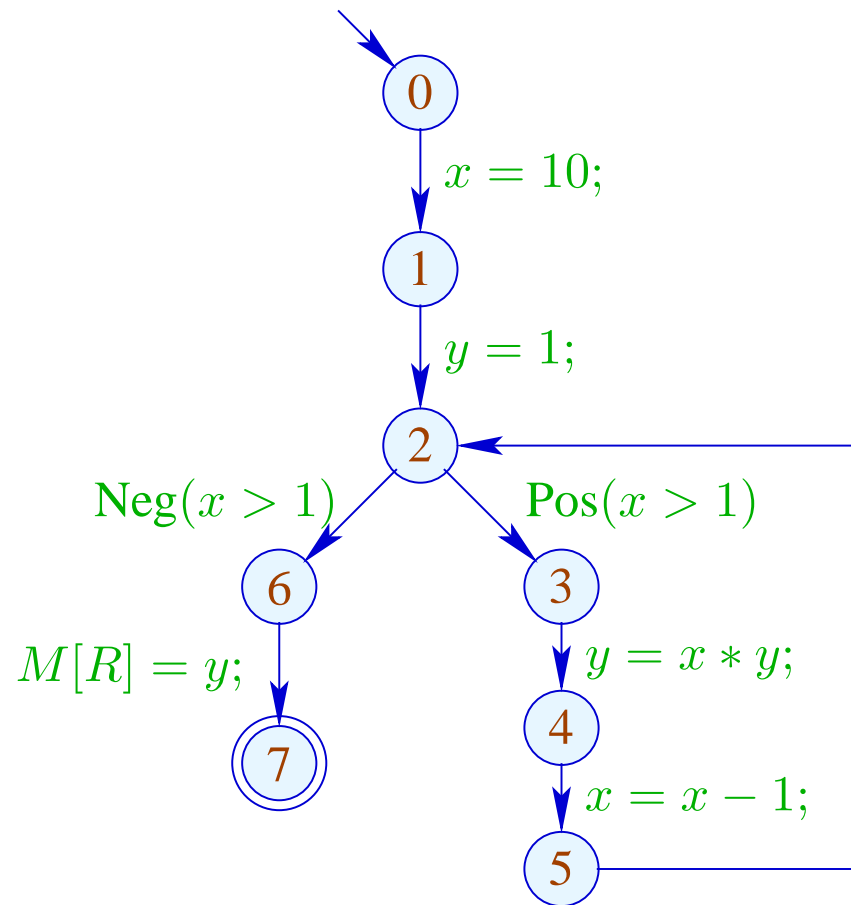 0
x = 10;
1
y = 1;
2
Neg(x > 1)
Pos(x > 1)
6
3
M[R] = y;
y = x ∗ y;
4
7
x = x − 1;
5